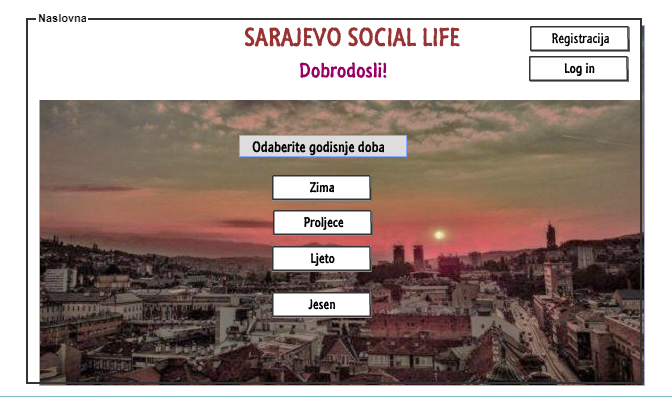 Naslovna
SARAJEVO SOCIAL LIFE
Registracija
Dobrodosli!
Log in
Odaberite godisnje doba
Zima
Proljece
Ljeto
Jesen